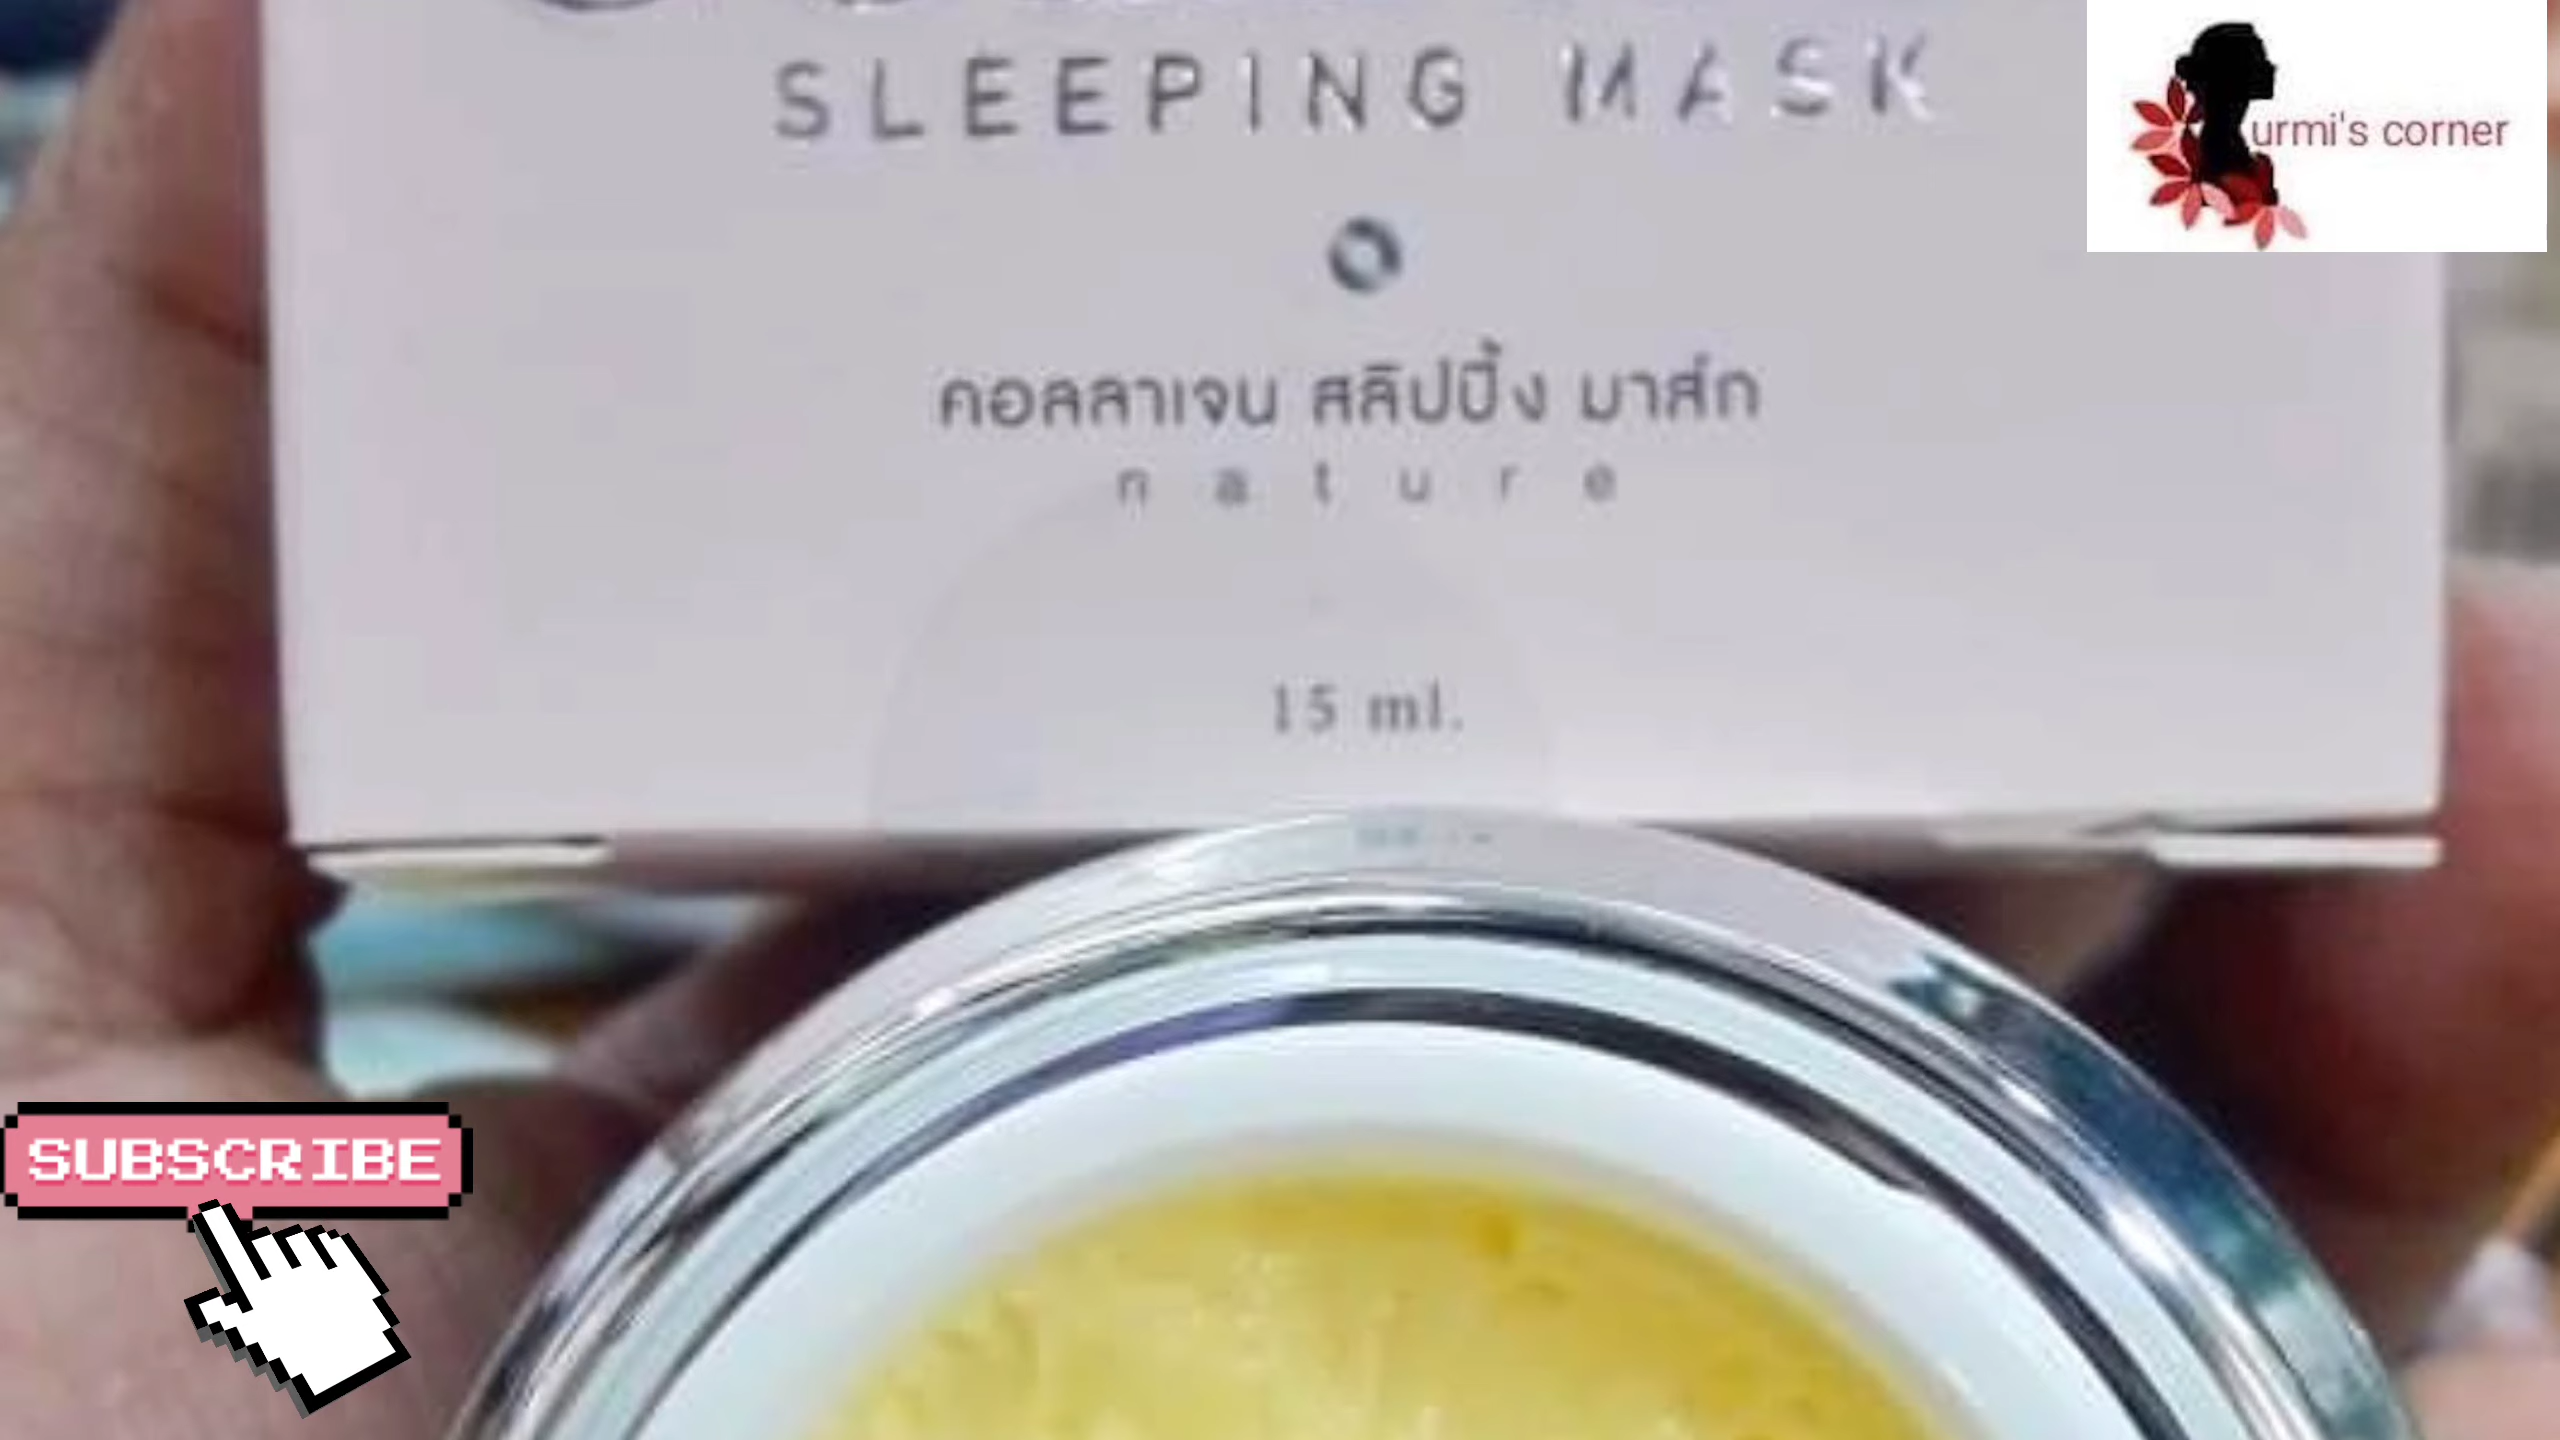 SLEEPING MASK
คอลลาเจน สลิปปิ้ง มาส์ก
nature
15 ml.
urmi's corner
SUBSCRIBE